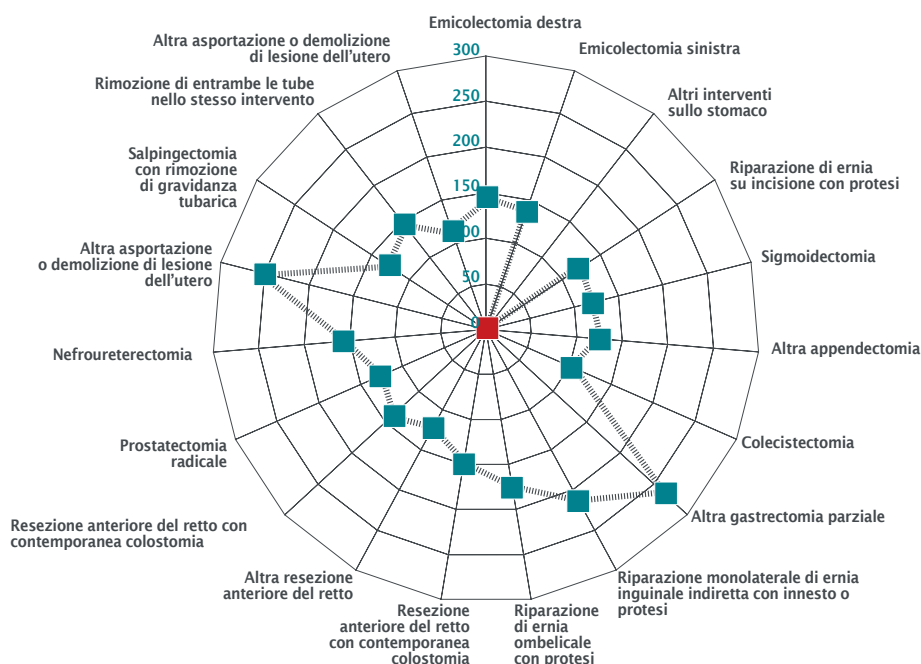 Emicolectomia destra
300
250
200
150
100
50
0
Emicolectomia sinistra
Altri interventi
sullo stomaco
Riparazione di ernia
su incisione con protesi
Sigmoidectomia
Altra appendectomia
Colecistectomia
Altra gastrectomia parziale
Riparazione monolaterale di ernia
inguinale indiretta con innesto o
protesi
Riparazione
di ernia
ombelicale
con protesi
Resezione
anteriore del retto
con contemporanea
colostomia
Altra resezione
anteriore del retto
Resezione anteriore del retto con
contemporanea colostomia
Prostatectomia
radicale
Nefroureterectomia
Altra asportazione
o demolizione di lesione
dell'utero
Salpingectomia
con rimozione
di gravidanza
tubarica
Rimozione di entrambe le tube
nello stesso intervento
Altra asportazione o demolizione
di lesione dell'utero